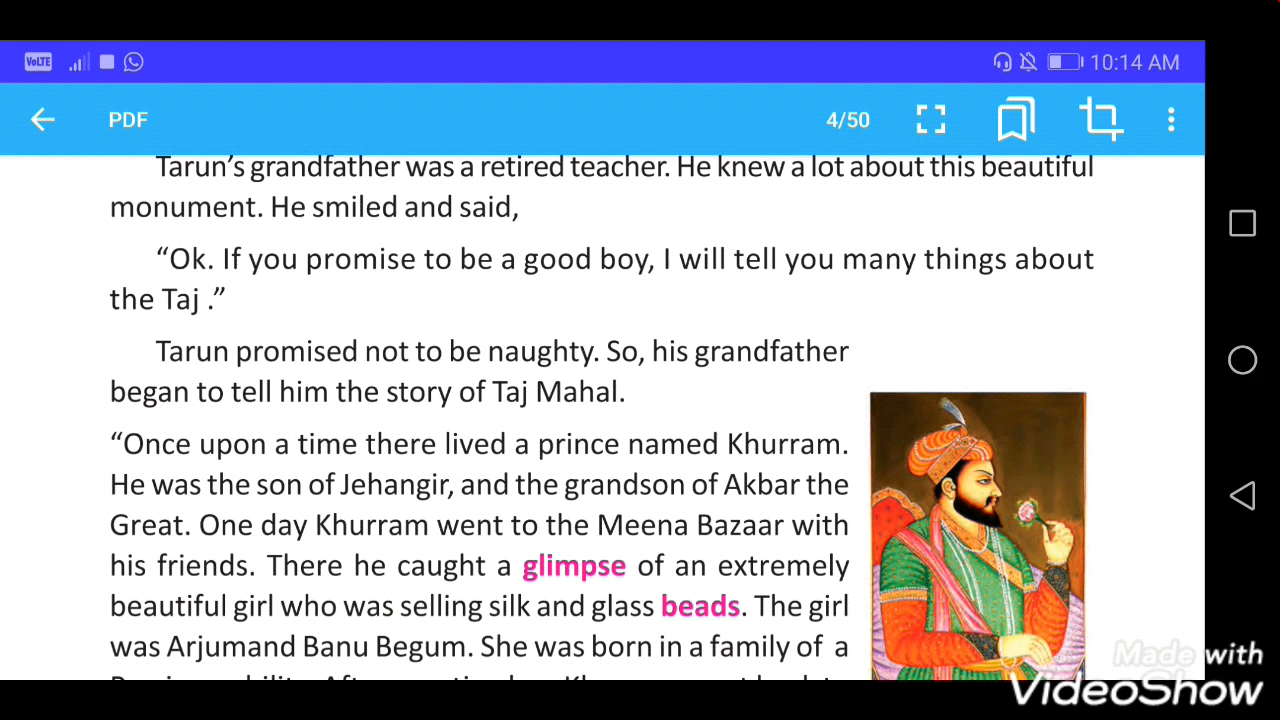 VoLTE
10:14 AM
PDF
4/50
Tarun’s grandfather was a retired teacher. He knew a lot about this beautiful
monument. He smiled and said,
“Ok. If you promise to be a good boy, I will tell you many things about
the Taj .”
Tarun promised not to be naughty. So, his grandfather
began to tell him the story of Taj Mahal.
“Once upon a time there lived a prince named Khurram.
He was the son of Jehangir, and the grandson of Akbar the
Great. One day Khurram went to the Meena Bazaar with
his friends. There he caught a glimpse of an extremely
beautiful girl who was selling silk and glass beads. The girl
was Arjumand Banu Begum. She was born in a family of a
Made with
VideoShow